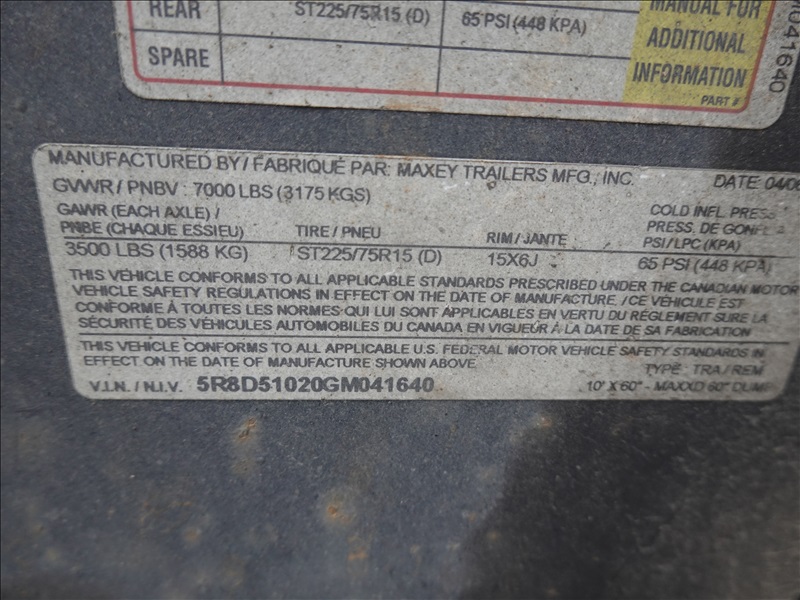 REAR ST225/75R15 (D) 65 PSI (448 KPA) MANUAL FOR
ADDITIONAL
SPARE INFORMATION
PART #
M041640
MANUFACTURED BY / FABRIQUÉ PAR: MAXEY TRAILERS MFG., INC. DATE: 04/0
GVWR / PNBV : 7000 LBS (3175 KGS)
GAWR (EACH AXLE) / COLD INFL. PRESS
PNBE (CHAQUE ESSIEU) TIRE / PNEU RIM / JANTE PRESS. DE GONFLA
PSI / LPC (KPA)
3500 LBS (1588 KG) ST225/75R15 (D) 15X6J 65 PSI (448 KPA)
THIS VEHICLE CONFORMS TO ALL APPLICABLE STANDARDS PRESCRIBED UNDER THE CANADIAN MOTOR
VEHICLE SAFETY REGULATIONS IN EFFECT ON THE DATE OF MANUFACTURE. / CE VÉHICULE EST
CONFORME À TOUTES LES NORMES QUI LUI SONT APPLICABLES EN VERTU DU RÉGLEMENT SURE LA
SÉCURITÉ DES VÉHICULES AUTOMOBILES DU CANADA EN VIGUEUR À LA DATE DE SA FABRICATION
THIS VEHICLE CONFORMS TO ALL APPLICABLE U.S. FEDERAL MOTOR VEHICLE SAFETY STANDARDS IN
EFFECT ON THE DATE OF MANUFACTURE SHOWN ABOVE. TYPE: TRA / REM
V.I.N. / N.I.V. 5R8D51020GM041640 10' X 60" - MAXXD 60" DUMP